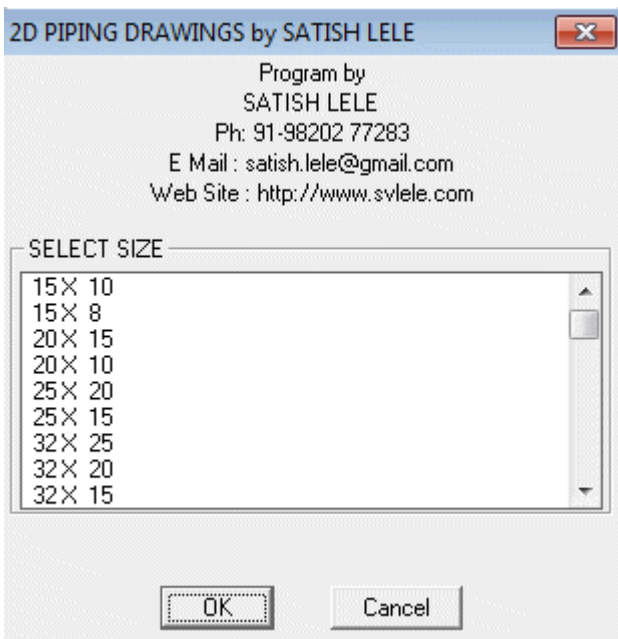 2D PIPING DRAWINGS by SATISH LELE
Program by
SATISH LELE
Ph: 91-98202 77283
E Mail : satish.lele@gmail.com
Web Site : http://www.svlele.com
SELECT SIZE
15X 10
15X 8
20X 15
20X 10
25X 20
25X 15
32X 25
32X 20
32X 15
OK Cancel